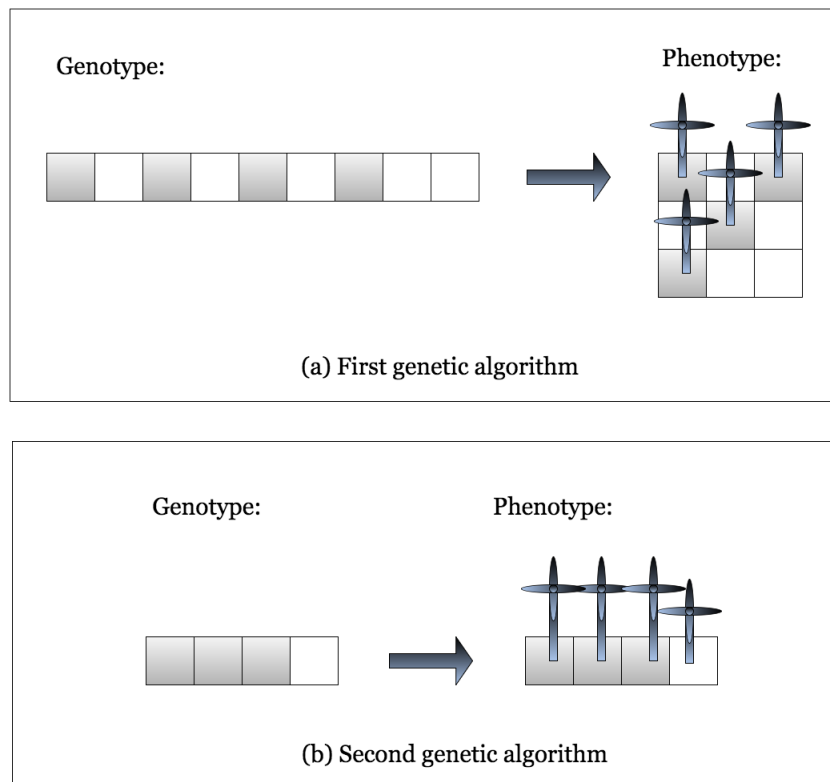 Genotype:
Phenotype:
(a) First genetic algorithm
Genotype:
Phenotype:
(b) Second genetic algorithm